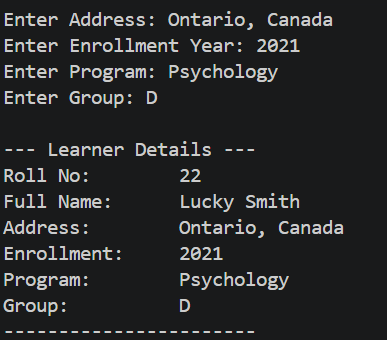 Enter Address: Ontario, Canada
Enter Enrollment Year: 2021
Enter Program: Psychology
Enter Group: D

--- Learner Details ---
Roll No:        22
Full Name:      Lucky Smith
Address:        Ontario, Canada
Enrollment:     2021
Program:        Psychology
Group:          D
-----------------------